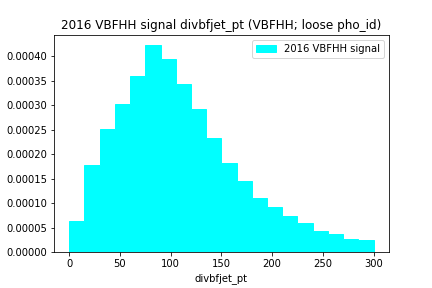 2016 VBFHH signal divbfjet_pt (VBFHH; loose pho_id)
2016 VBFHH signal
0.00040
0.00035
0.00030
0.00025
0.00020
0.00015
0.00010
0.00005
0.00000
0 50 100 150 200 250 300
divbfjet_pt